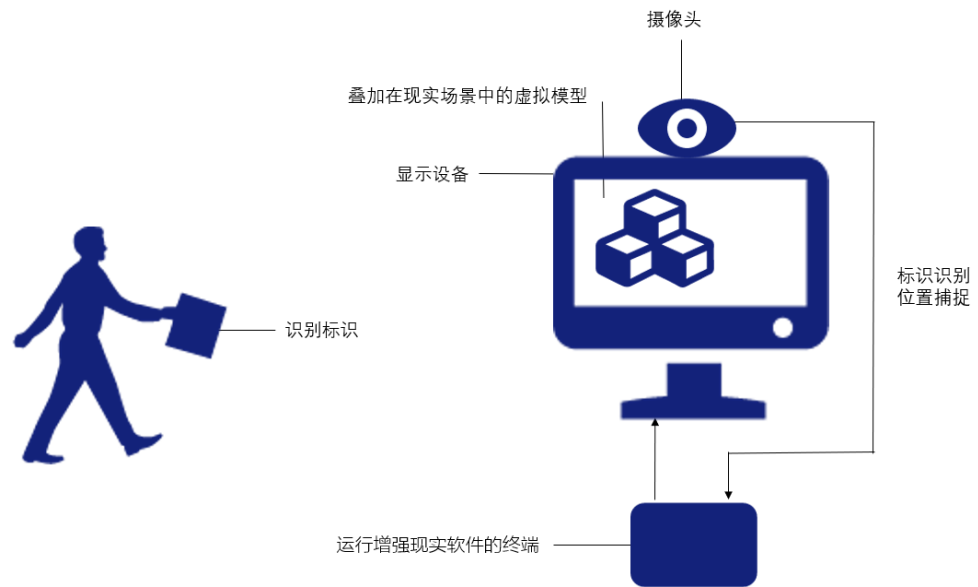 摄像头
叠加在现实场景中的虚拟模型
显示设备
标识识别
位置捕捉
识别标识
运行增强现实软件的终端